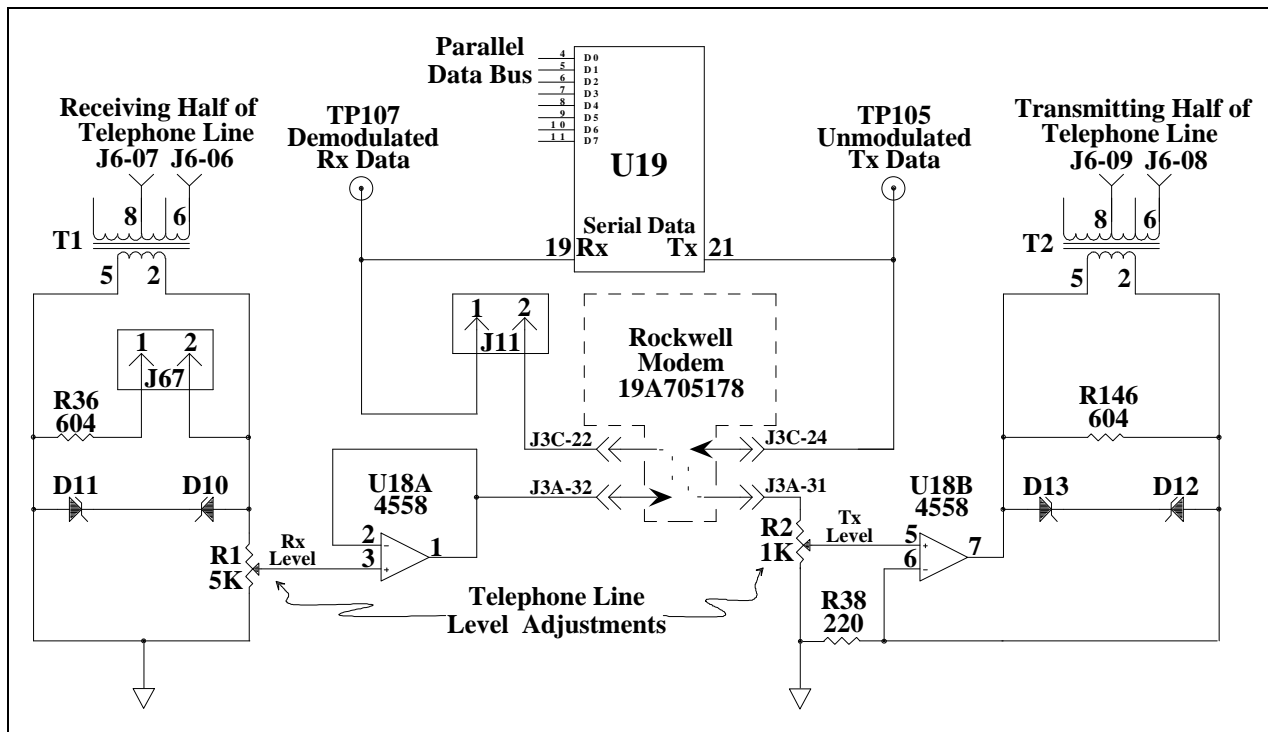 Parallel
Data Bus
4 D0
5 D1
6 D2
7 D3
8 D4
9 D5
10 D6
11 D7
U19
Serial Data
19 Rx
Tx 21
Receiving Half of
Telephone Line
J6-07 J6-06
8 6
T1
5 2
TP107
Demodulated
Rx Data
TP105
Unmodulated
Tx Data
Transmitting Half of
Telephone Line
J6-09 J6-08
8 6
T2
5 2
1 2
J67
R36
604
D11
D10
R1
5K
Rx
Level
1 2
J11
Rockwell
Modem
19A705178
J3C-22
J3C-24
J3A-32
J3A-31
U18A
4558
2 -
3 +
1
R2
1K
Tx
Level
U18B
4558
5 +
6 -
7
R146
604
D13
D12
R38
220
Telephone Line
Level Adjustments